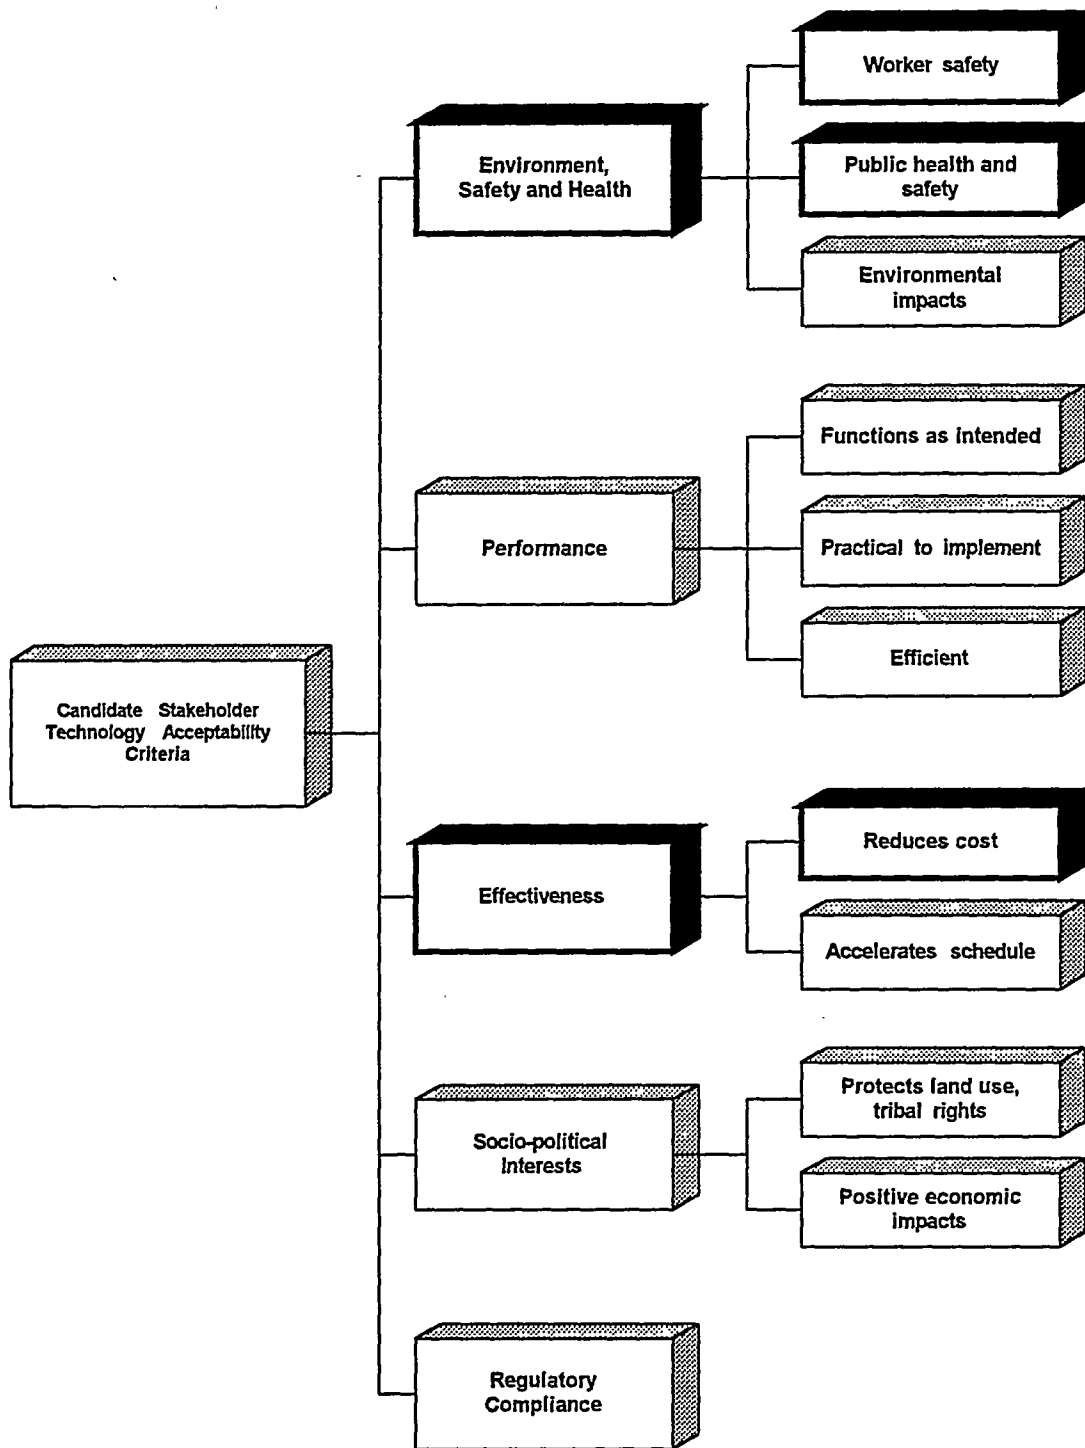 Worker safety
Environment,
Safety and Health
Public health and
safety
Environmental
impacts
Functions as intended
Performance
Practical to implement
Efficient
Candidate Stakeholder
Technology Acceptability
Criteria
Reduces cost
Effectiveness
Accelerates schedule
Protects land use,
tribal rights
Socio-political
Interests
Positive economic
impacts
Regulatory
Compliance